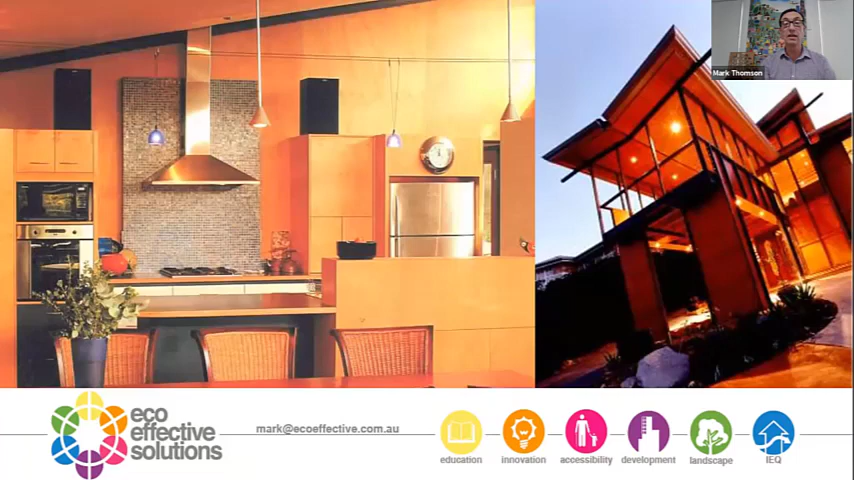 Mark Thomson
eco
effective
solutions
mark@ecoeffective.com.au
education
innovation
accessibility
development
landscape
IEQ